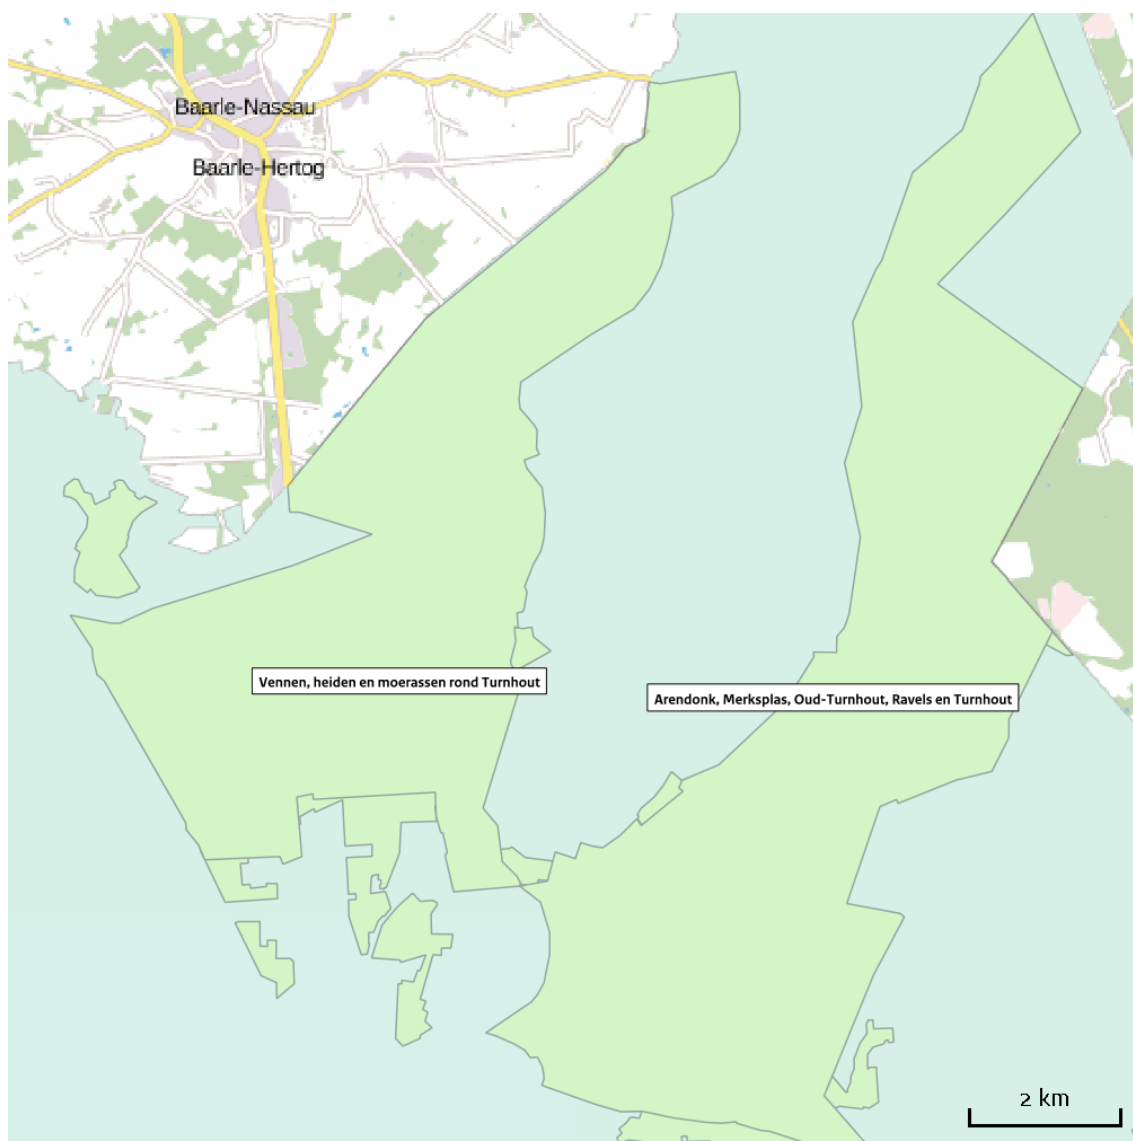 Baarle-Nassau
Baarle-Hertog
Vennen, heiden en moerassen rond Turnhout
Arendonk, Merksplas, Oud-Turnhout, Ravels en Turnhout
2 km